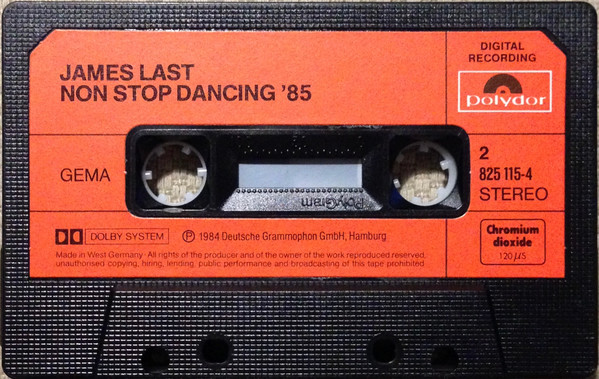 JAMES LAST
NON STOP DANCING '85
DIGITAL
RECORDING
polydor
GEMA
2
825 115-4
STEREO
PolyGram
DOLBY SYSTEM
Ⓟ 1984 Deutsche Grammophon GmbH, Hamburg
Made in West Germany · All rights of the producer and of the owner of the work reproduced reserved,
unauthorised copying, hiring, lending, public performance and broadcasting of this tape prohibited
Chromium
dioxide
120 µS